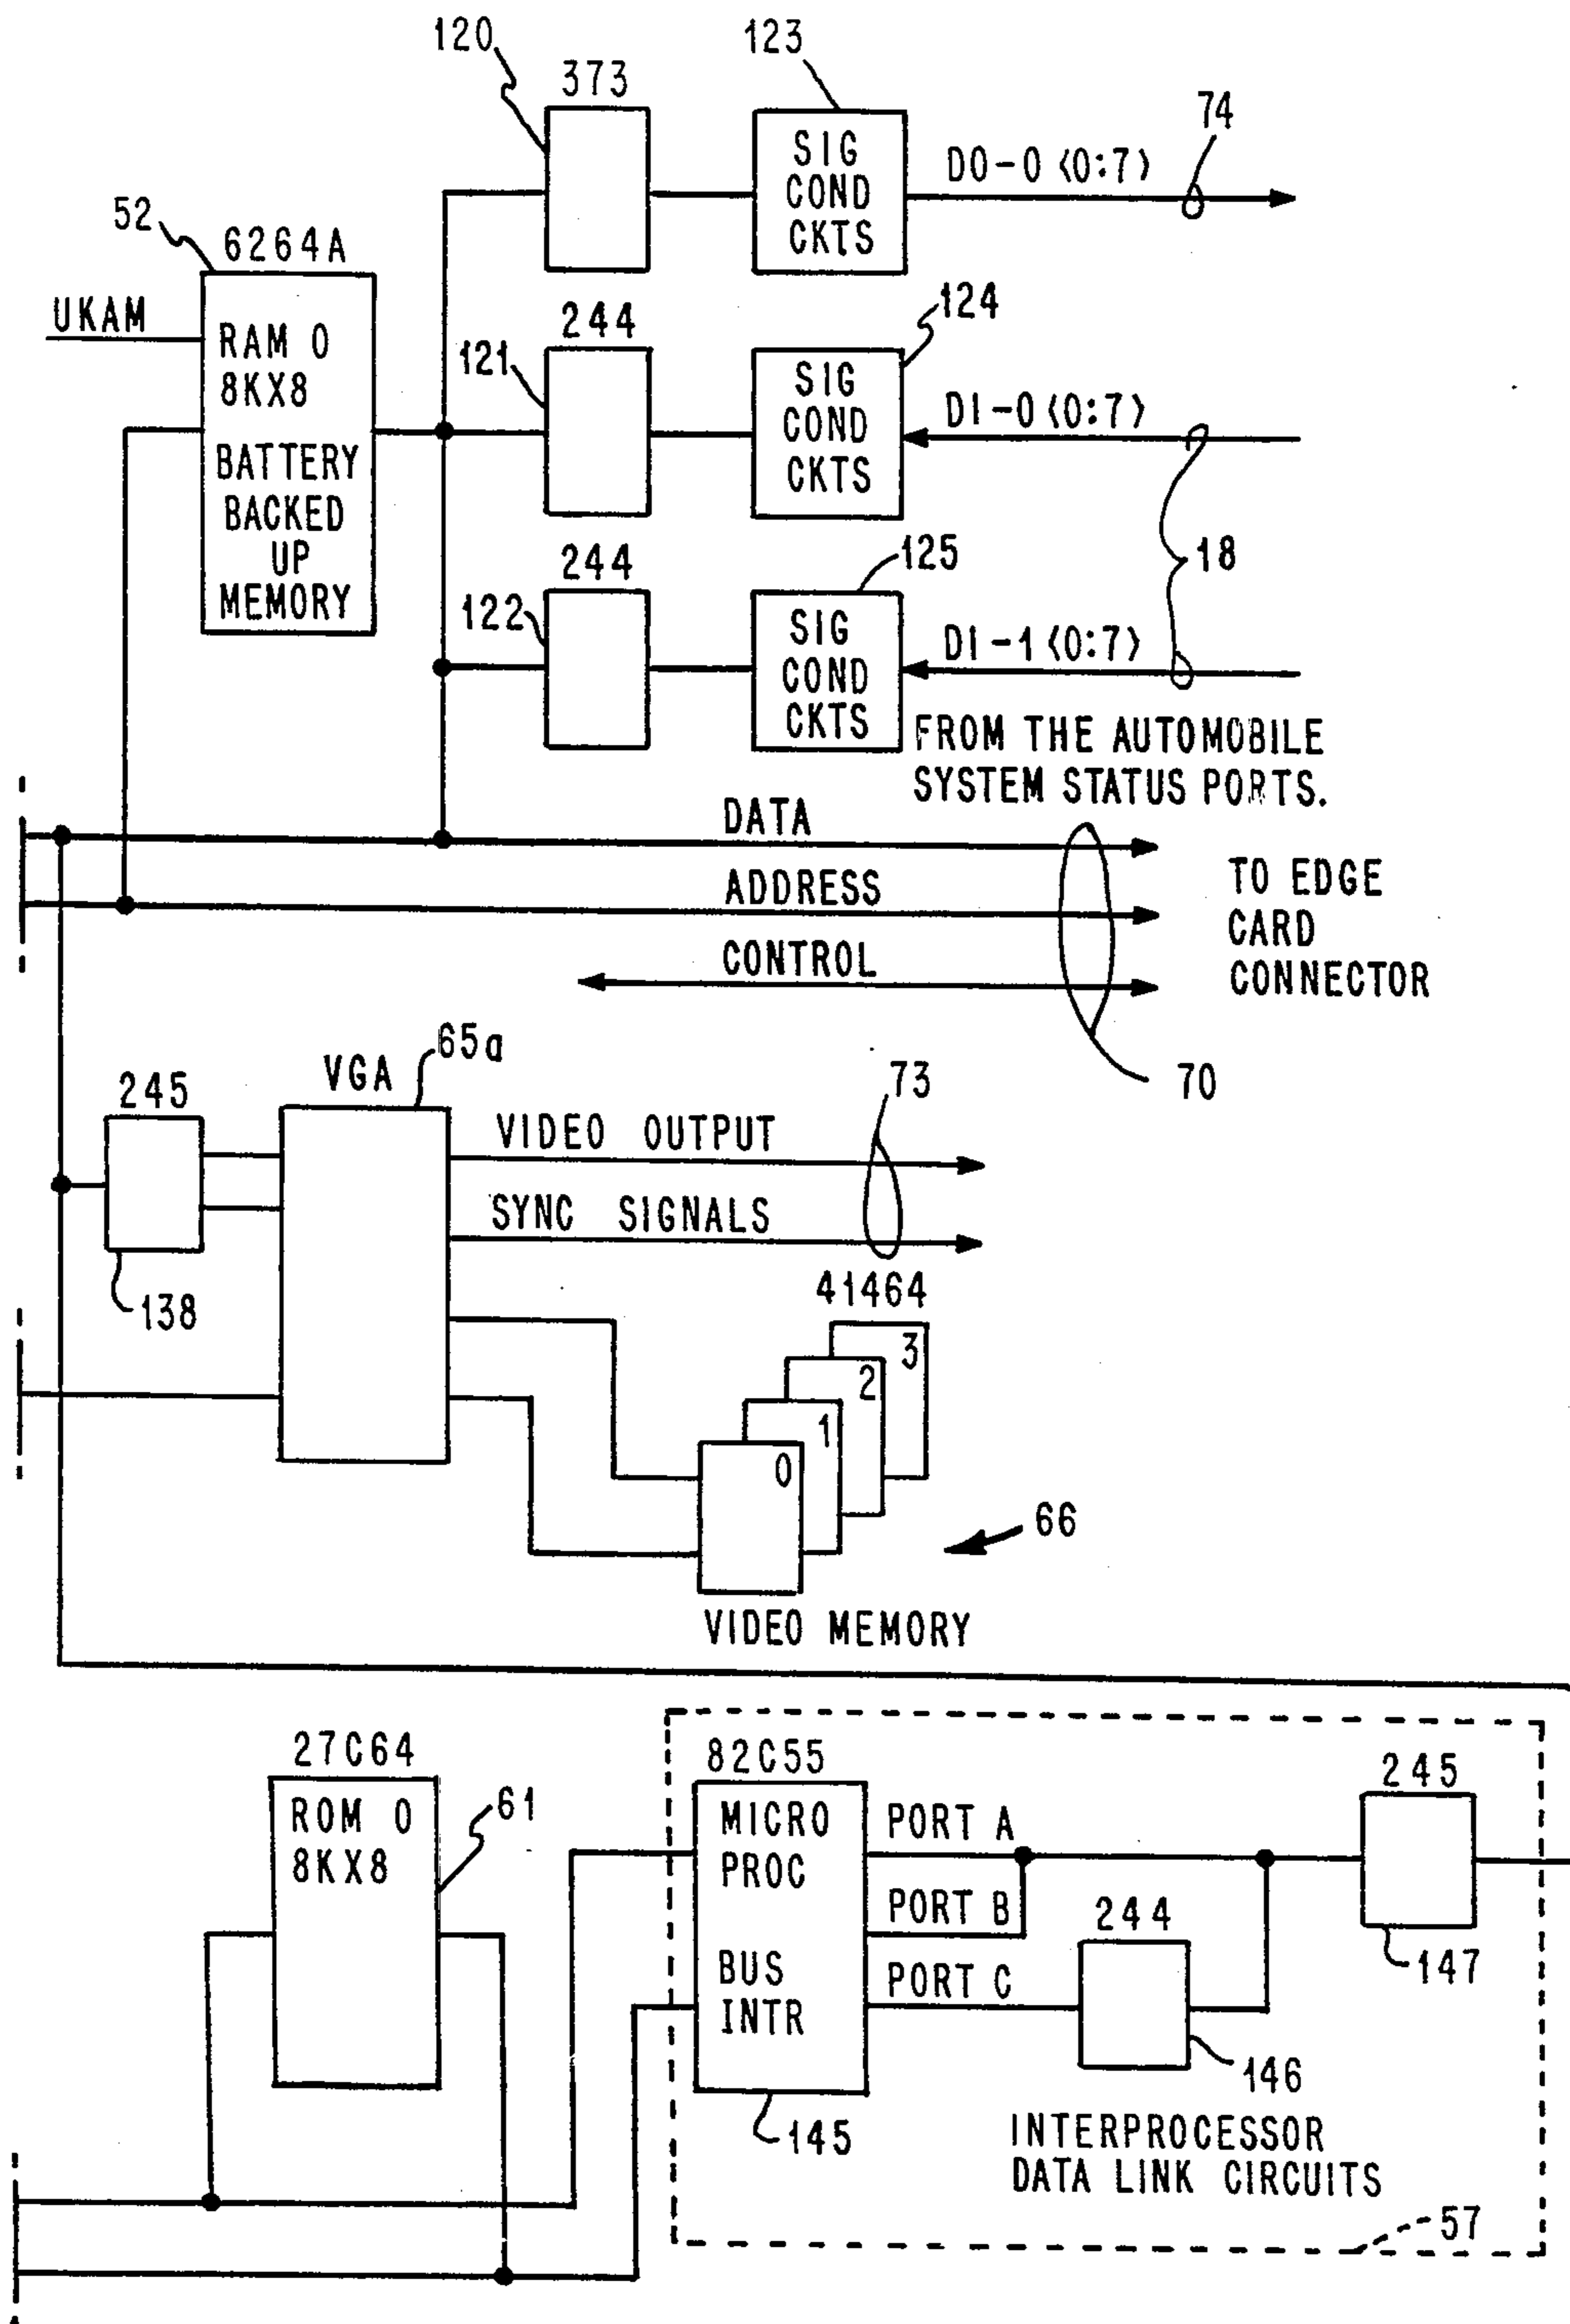 120
373
123
SIG
COND
CKTS
D0-0 <0:7>
74
52
6264A
UKAM
RAM 0
8KX8
BATTERY
BACKED
UP
MEMORY
121
244
SIG
COND
CKTS
124
DI-0 <0:7>
18
122
244
SIG
COND
CKTS
125
DI-1 <0:7>
FROM THE AUTOMOBILE
SYSTEM STATUS PORTS.
DATA
ADDRESS
CONTROL
TO EDGE
CARD
CONNECTOR
70
245
138
VGA
65a
VIDEO OUTPUT
SYNC SIGNALS
73
41464
3
2
1
0
66
VIDEO MEMORY
27C64
ROM 0
8KX8
61
82C55
MICRO
PROC
BUS
INTR
145
PORT A
PORT B
PORT C
244
146
245
147
INTERPROCESSOR
DATA LINK CIRCUITS
57